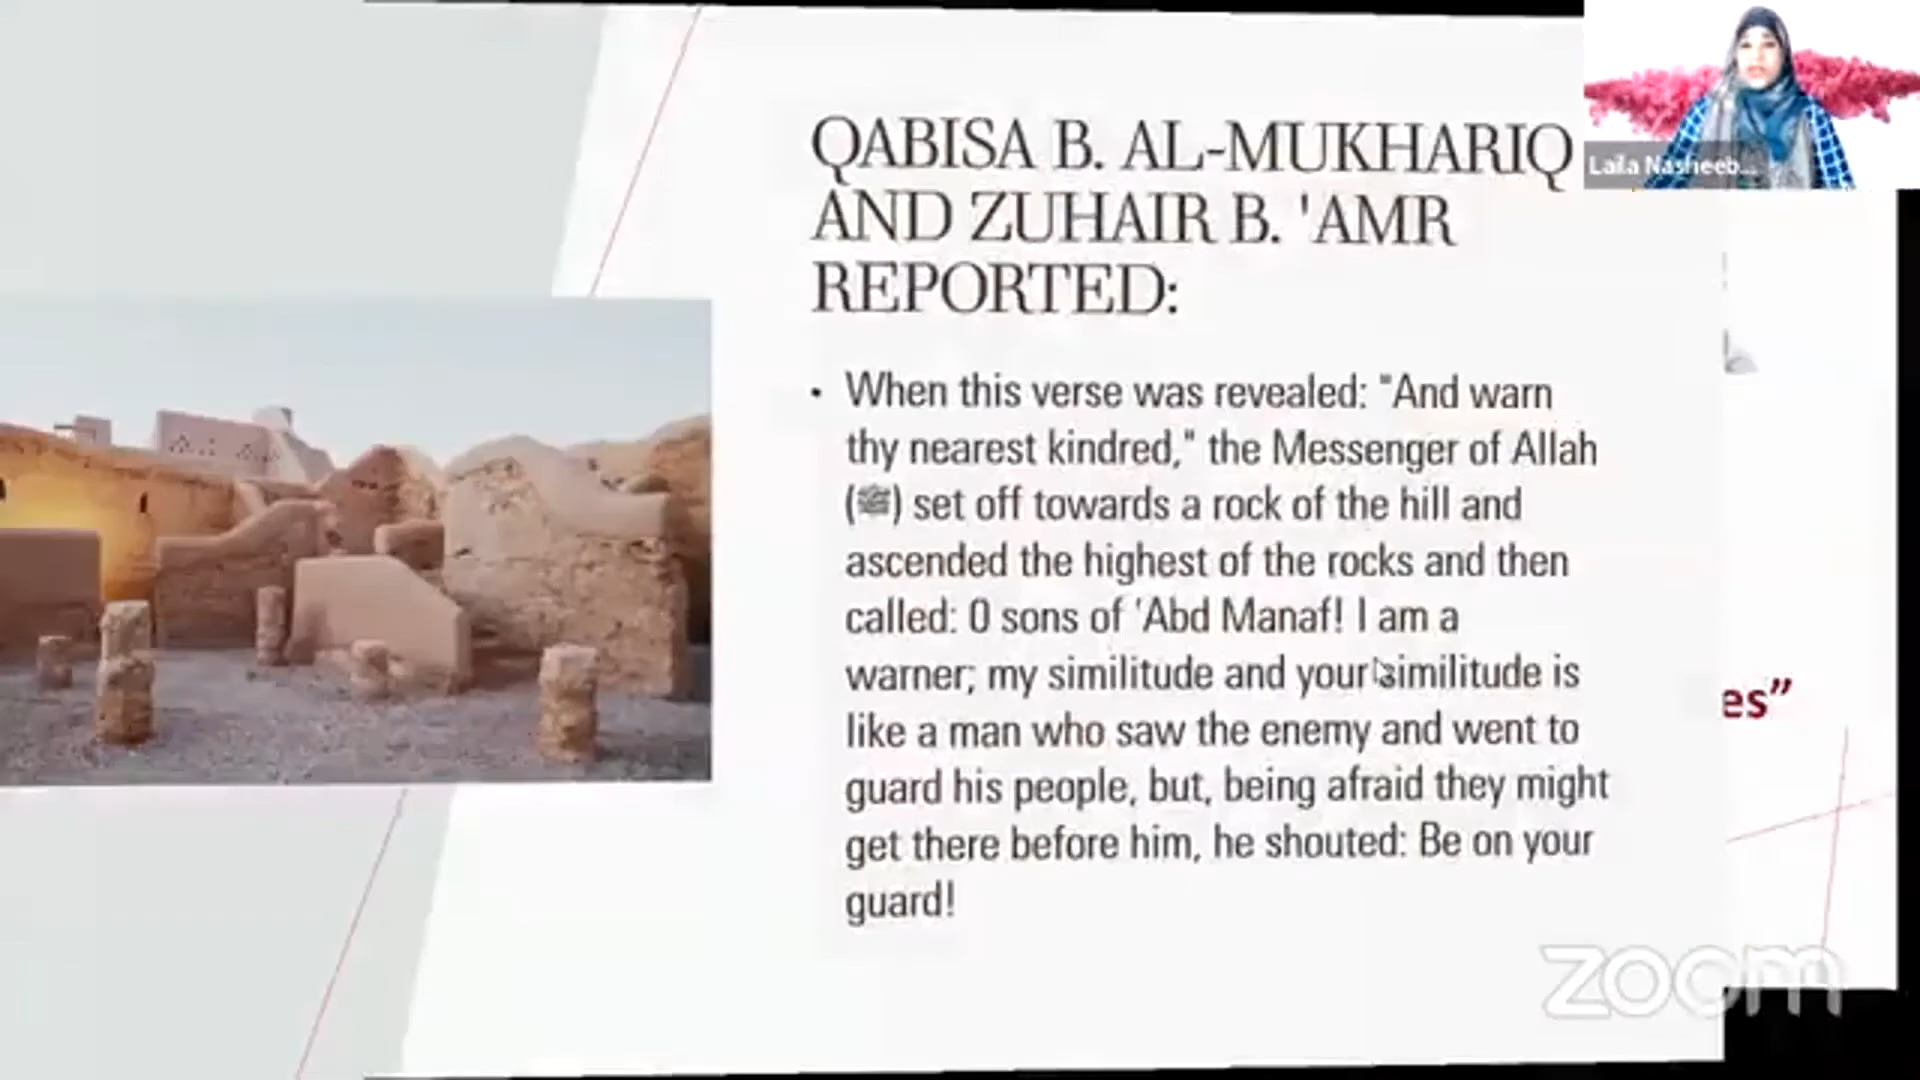 QABISA B. AL-MUKHARIQ
AND ZUHAIR B. 'AMR
REPORTED:
• When this verse was revealed: "And warn
thy nearest kindred," the Messenger of Allah
(ﷺ) set off towards a rock of the hill and
ascended the highest of the rocks and then
called: O sons of 'Abd Manaf! I am a
warner; my similitude and your similitude is
like a man who saw the enemy and went to
guard his people, but, being afraid they might
get there before him, he shouted: Be on your
guard!
Laila Nasheeb...
es”
zoom